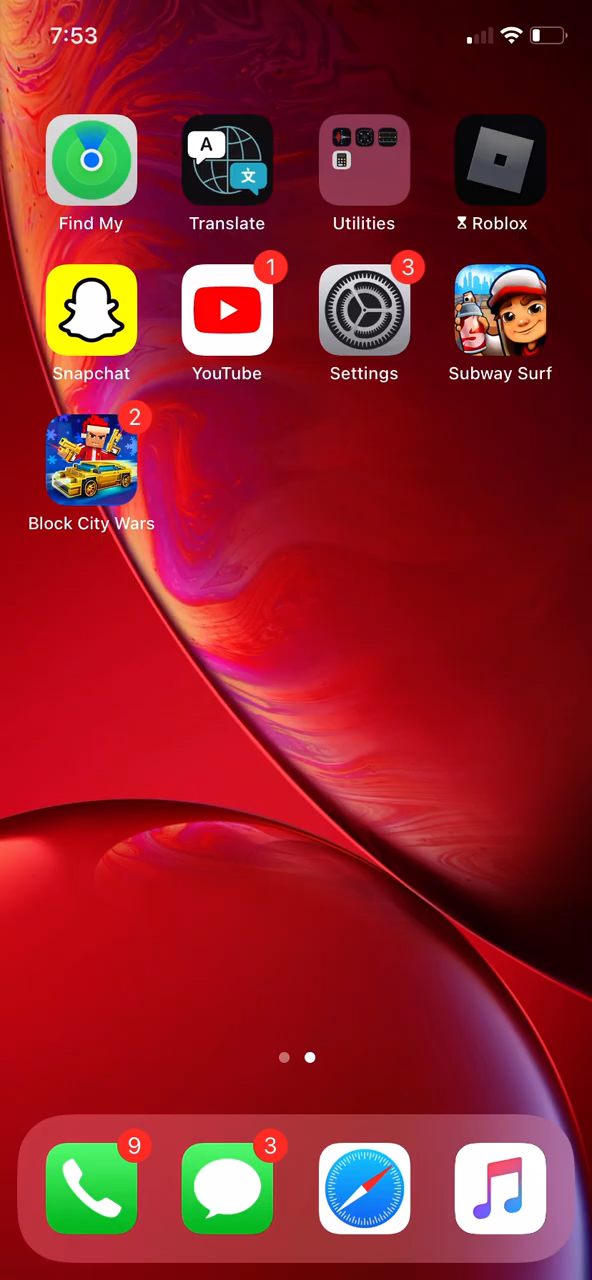 7:53
A
文
Find My
Translate
Utilities
Roblox
1
3
Snapchat
YouTube
Settings
Subway Surf
2
Block City Wars
9
3